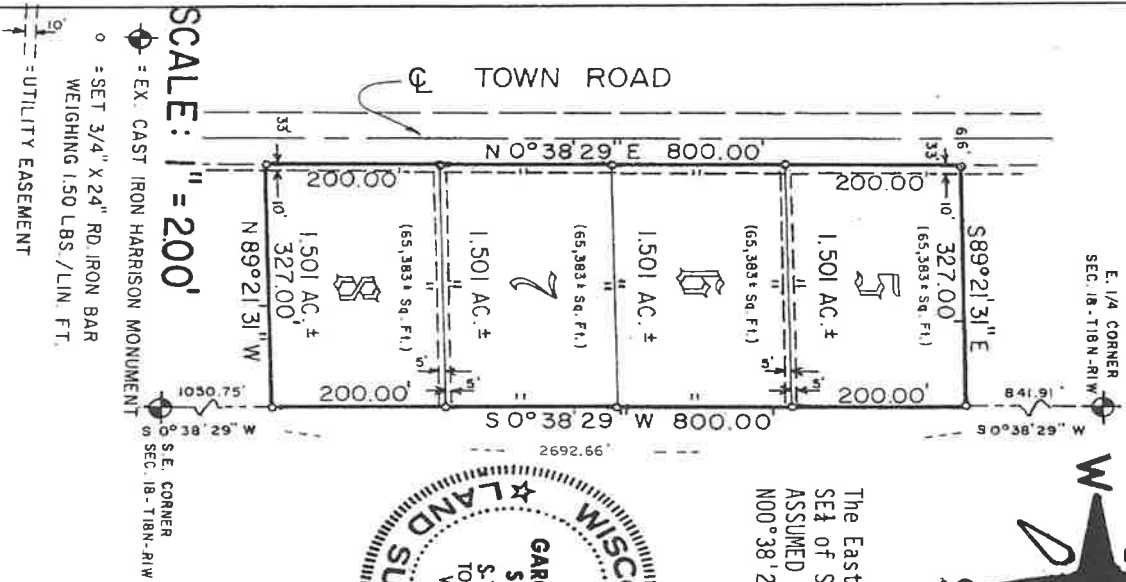 TOWN ROAD
℄
N 0°38'29" E 800.00'
33'
66'
33'
200.00'
200.00'
10'
10'
S89°21'31"E
327.00'
5
(65,383± Sq. Ft.)
1.501 AC. ±
6
(65,383± Sq. Ft.)
1.501 AC. ±
7
(65,383± Sq. Ft.)
1.501 AC. ±
8
(65,383± Sq. Ft.)
1.501 AC. ±
327.00'
N 89°21'31" W
"
"
"
"
"
"
5'
5'
5'
5'
200.00'
200.00'
S 0°38'29" W 800.00'
"
"
1050.75'
S 0°38'29" W
841.91'
S 0°38'29" W
2692.66'
E. 1/4 CORNER
SEC. 18 - T18N-R1W
S.E. CORNER
SEC. 18 - T18N-R1W
SCALE: 1" = 200'
= EX. CAST IRON HARRISON MONUMENT
= SET 3/4" X 24" RD. IRON BAR
WEIGHING 1.50 LBS./LIN. FT.
10'
= UTILITY EASEMENT
W
The East
SE¼ of S
ASSUMED
N00°38'2
WISCO
LAND SU
GAR
S
S.
TO
W